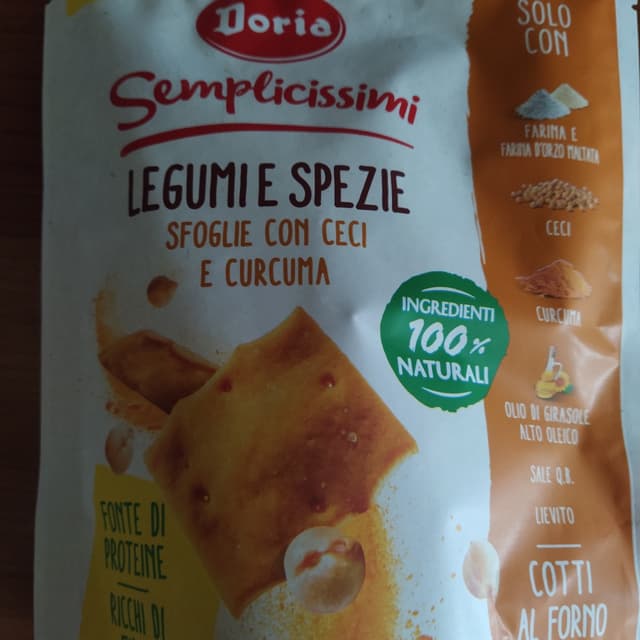 Doria
Semplicissimi
LEGUMI E SPEZIE
SFOGLIE CON CECI
E CURCUMA
INGREDIENTI
100%
NATURALI
FONTE DI
PROTEINE
RICCHI DI
SOLO
CON
FARINA E
FARINA D'ORZO MALTATA
CECI
CURCUMA
OLIO DI GIRASOLE
ALTO OLEICO
SALE Q.B.
LIEVITO
COTTI
AL FORNO